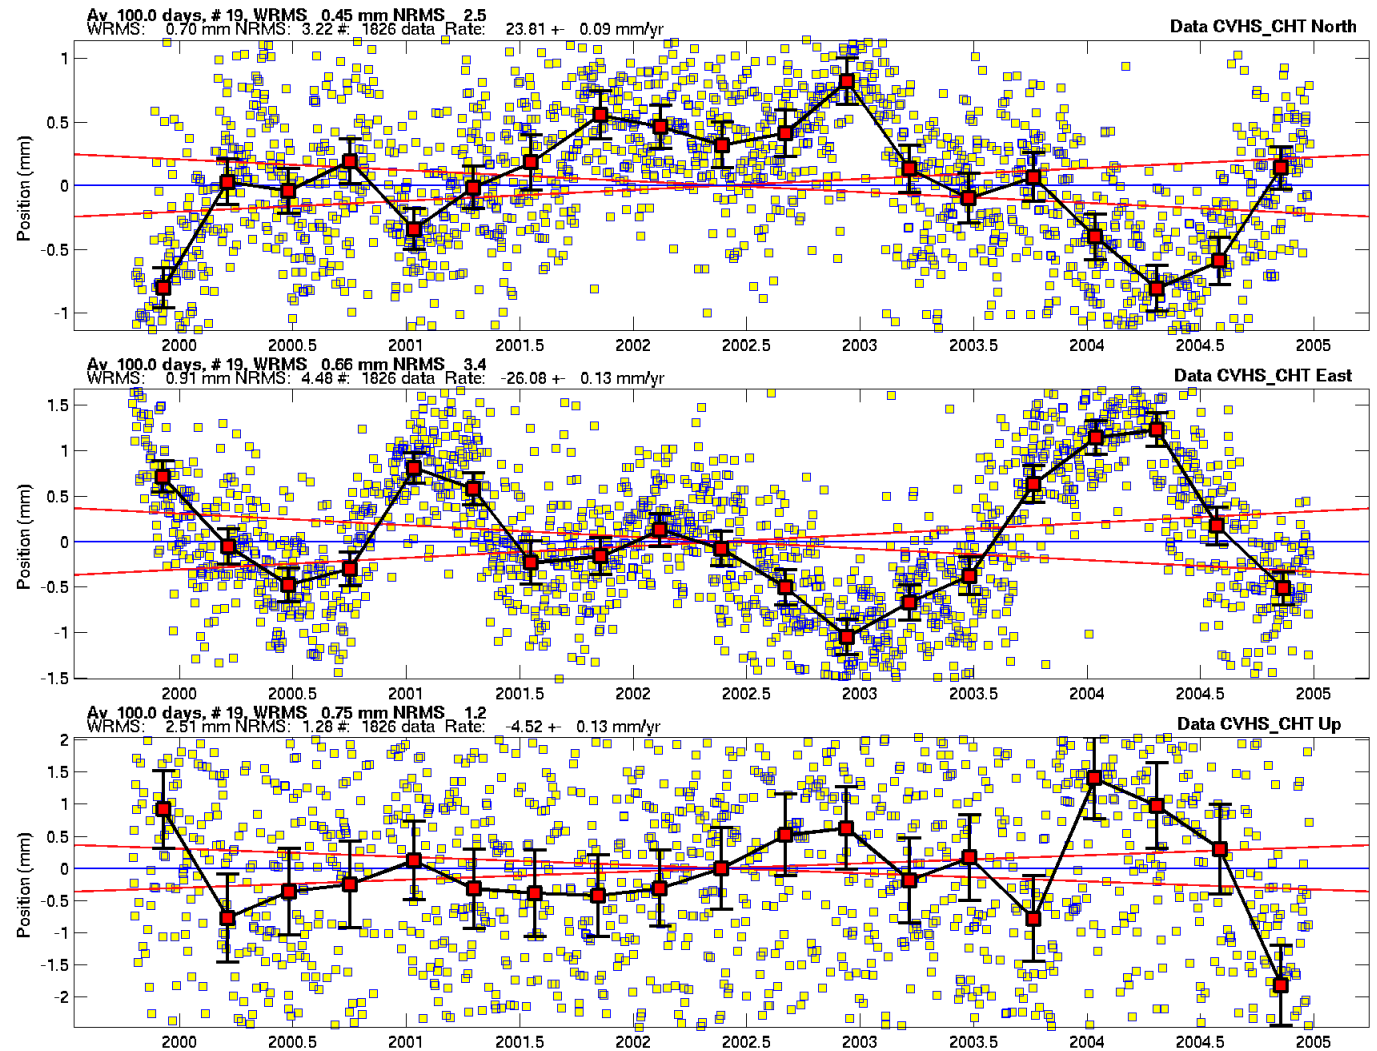 Av 100.0 days, # 19, WRMS 0.45 mm NRMS 2.5
WRMS: 0.70 mm NRMS: 3.22 #: 1826 data Rate: 23.81 +- 0.09 mm/yr
Data CVHS_CHT North
1
0.5
0
-0.5
-1
Position (mm)
2000 2000.5 2001 2001.5 2002 2002.5 2003 2003.5 2004 2004.5 2005
Av 100.0 days, # 19, WRMS 0.66 mm NRMS 3.4
WRMS: 0.91 mm NRMS: 4.48 #: 1826 data Rate: -26.08 +- 0.13 mm/yr
Data CVHS_CHT East
1.5
1
0.5
0
-0.5
-1
-1.5
Position (mm)
2000 2000.5 2001 2001.5 2002 2002.5 2003 2003.5 2004 2004.5 2005
Av 100.0 days, # 19, WRMS 0.75 mm NRMS 1.2
WRMS: 2.51 mm NRMS: 1.28 #: 1826 data Rate: -4.52 +- 0.13 mm/yr
Data CVHS_CHT Up
2
1.5
1
0.5
0
-0.5
-1
-1.5
-2
Position (mm)
2000 2000.5 2001 2001.5 2002 2002.5 2003 2003.5 2004 2004.5 2005